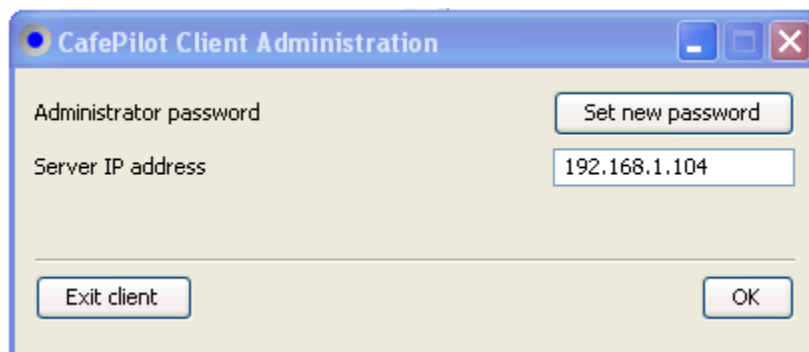 CafePilot Client Administration
Administrator password Set new password
Server IP address 192.168.1.104
Exit client OK